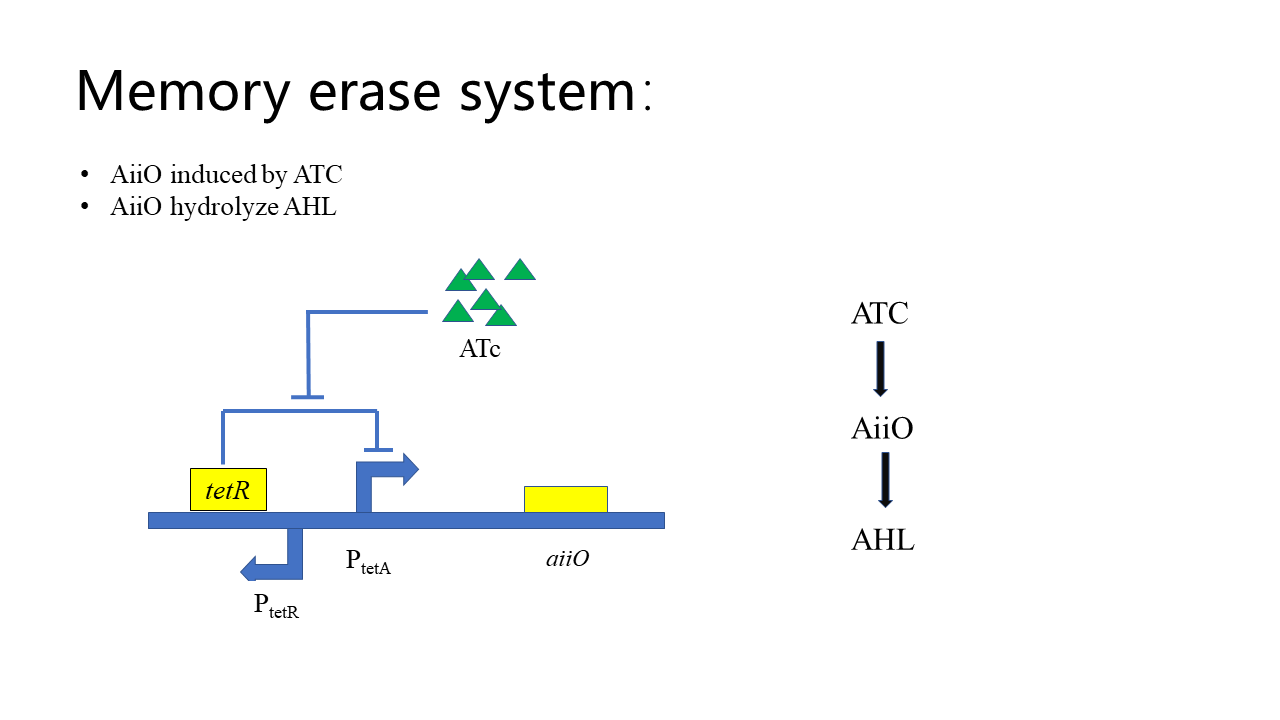 Memory erase system：
• AiiO induced by ATC
• AiiO hydrolyze AHL
ATc
tetR
PtetA
aiiO
PtetR
ATC
AiiO
AHL